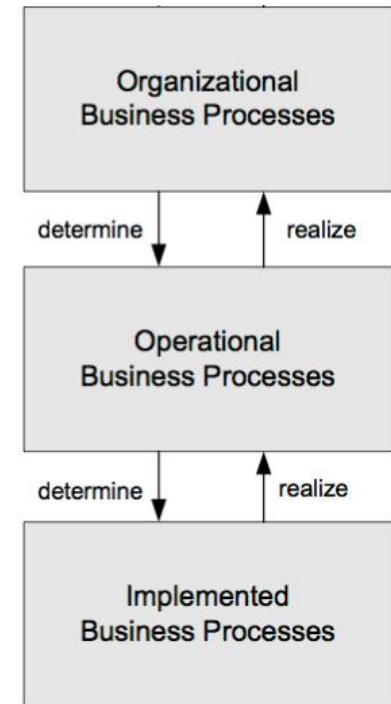 Organizational
Business Processes
determine
realize
Operational
Business Processes
determine
realize
Implemented
Business Processes